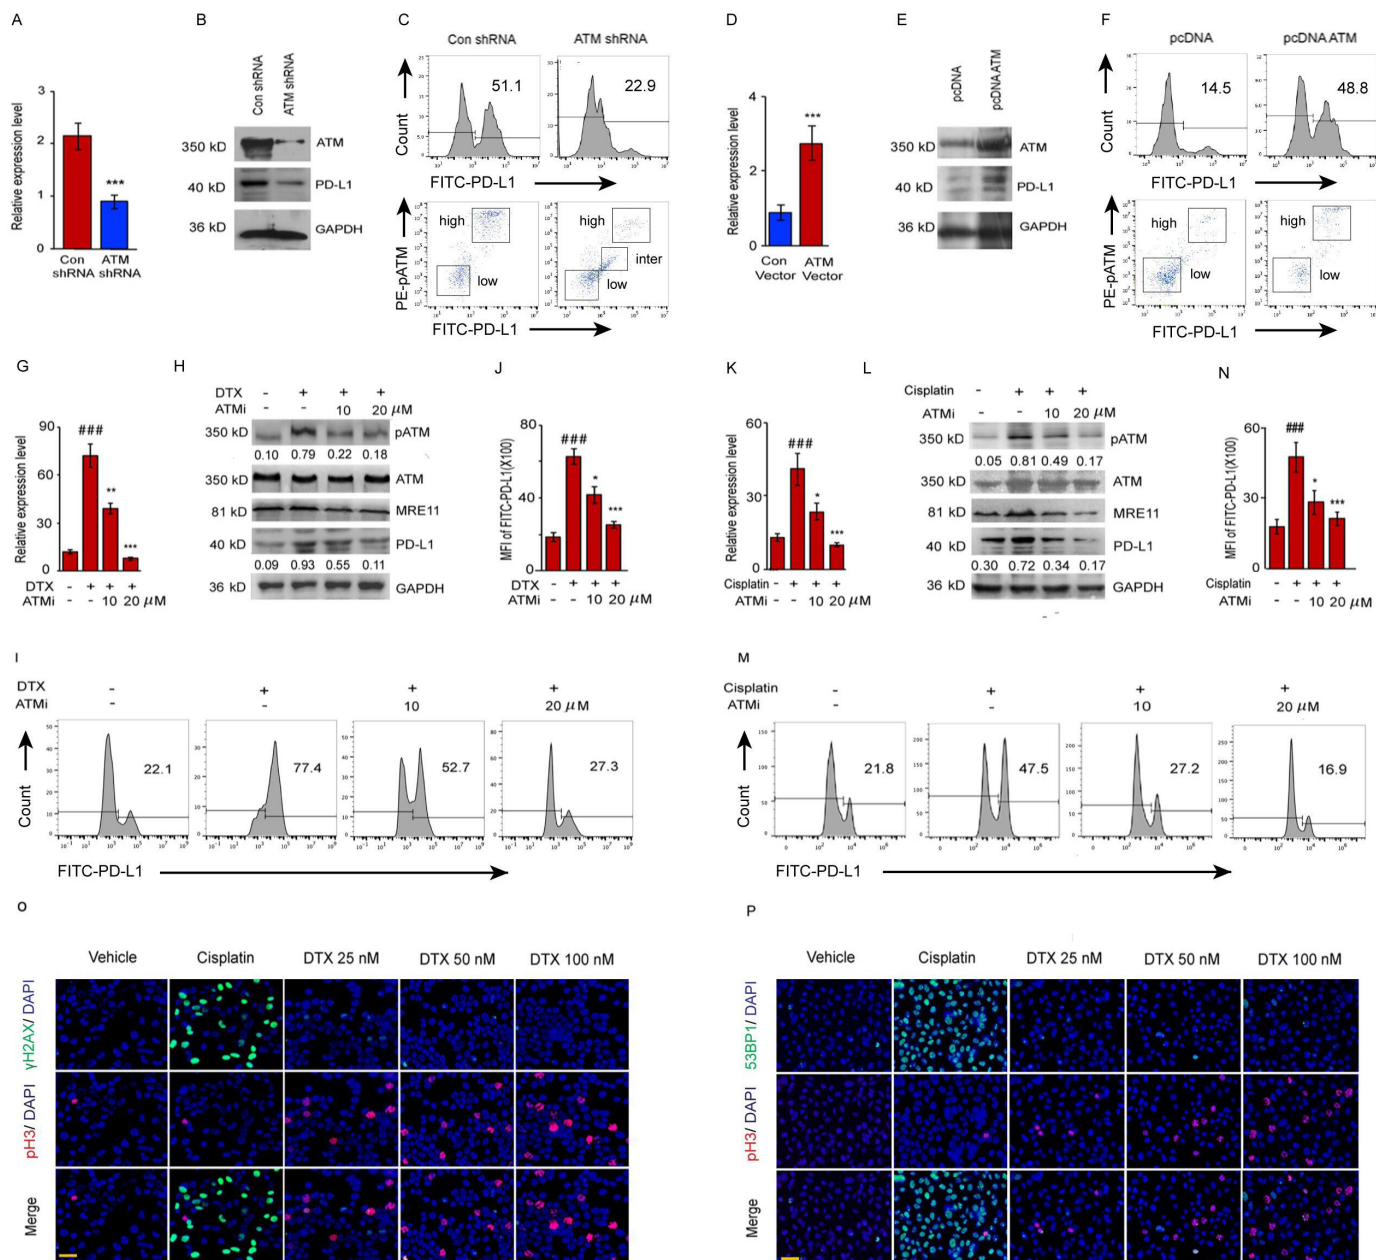 A
B
C
D
E
F
Con shRNA
ATM shRNA
Relative expression level
3
2
1
0
***
Con shRNA
ATM shRNA
Con shRNA
ATM shRNA
350 kD
ATM
40 kD
PD-L1
36 kD
GAPDH
Count
51.1
22.9
FITC-PD-L1
PE-pATM
high
low
high
inter
low
FITC-PD-L1
Relative expression level
4
2
0
***
Con Vector
ATM Vector
pcDNA
pcDNA ATM
350 kD
ATM
40 kD
PD-L1
36 kD
GAPDH
pcDNA
pcDNA ATM
Count
14.5
48.8
FITC-PD-L1
PE-pATM
high
low
high
low
FITC-PD-L1
G
H
J
K
L
N
Relative expression level
90
60
30
0
###
**
***
DTX - + + +
ATMi - - 10 20 μM
DTX - + + +
ATMi - - 10 20 μM
350 kD
pATM
0.10 0.79 0.22 0.18
350 kD
ATM
81 kD
MRE11
40 kD
PD-L1
0.09 0.93 0.55 0.11
36 kD
GAPDH
MFI of FITC-PD-L1(X100)
80
40
0
###
*
***
DTX - + + +
ATMi - - 10 20 μM
Relative expression level
60
30
0
###
*
***
Cisplatin - + + +
ATMi - - 10 20 μM
Cisplatin - + + +
ATMi - - 10 20 μM
350 kD
pATM
0.05 0.81 0.49 0.17
350 kD
ATM
81 kD
MRE11
40 kD
PD-L1
0.30 0.72 0.34 0.17
36 kD
GAPDH
MFI of FITC-PD-L1(X100)
60
30
0
###
*
***
Cisplatin - + + +
ATMi - - 10 20 μM
I
DTX - + + +
ATMi - - 10 20 μM
Count
22.1
77.4
52.7
27.3
FITC-PD-L1
M
Cisplatin - + + +
ATMi - - 10 20 μM
Count
21.8
47.5
27.2
16.9
FITC-PD-L1
O
Vehicle
Cisplatin
DTX 25 nM
DTX 50 nM
DTX 100 nM
γH2AX/ DAPI
pH3/ DAPI
Merge
P
Vehicle
Cisplatin
DTX 25 nM
DTX 50 nM
DTX 100 nM
53BP1/ DAPI
pH3/ DAPI
Merge